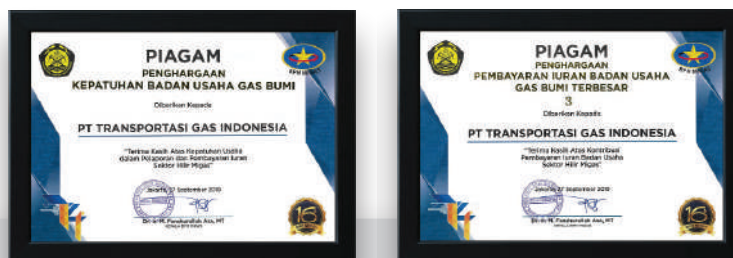 PIAGAM
PENGHARGAAN
KEPATUHAN BADAN USAHA GAS BUMI
Diberikan Kepada
PT TRANSPORTASI GAS INDONESIA
"Terima Kasih Atas Kepatuhan Usaha
dalam Pelaporan dan Pembayaran Iuran
Sektor Hilir Migas"
Jakarta, 27 September 2019
16
PIAGAM
PENGHARGAAN
PEMBAYARAN IURAN BADAN USAHA
GAS BUMI TERBESAR
3
Diberikan Kepada
PT TRANSPORTASI GAS INDONESIA
"Terima Kasih Atas Kontribusi
Pembayaran Iuran Badan Usaha
Sektor Hilir Migas"
Jakarta, 27 September 2019
16